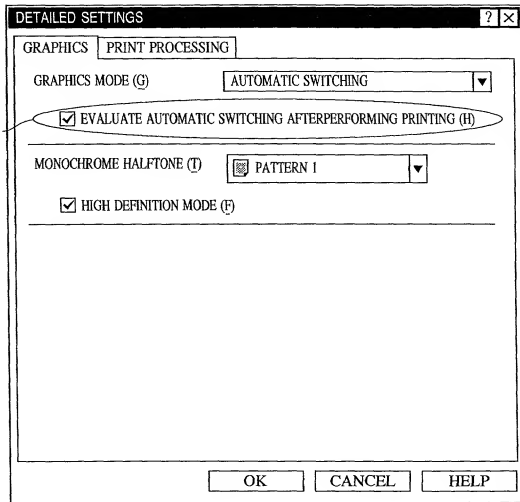 DETAILED SETTINGS ? ×
GRAPHICS PRINT PROCESSING
GRAPHICS MODE (G) AUTOMATIC SWITCHING
EVALUATE AUTOMATIC SWITCHING AFTERPERFORMING PRINTING (H)
MONOCHROME HALFTONE (T) PATTERN 1
HIGH DEFINITION MODE (F)
OK CANCEL HELP